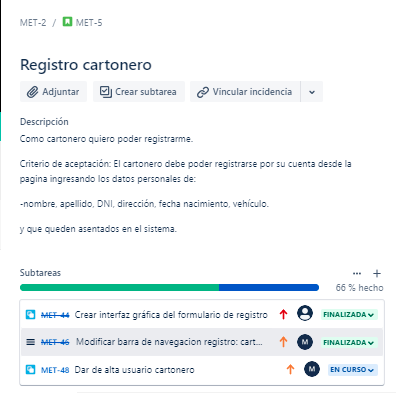 MET-2 / MET-5
Registro cartonero
Adjuntar Crear subtarea Vincular incidencia
Descripción
Como cartonero quiero poder registrarme.
Criterio de aceptación: El cartonero debe poder registrarse por su cuenta desde la
pagina ingresando los datos personales de:
-nombre, apellido, DNI, dirección, fecha nacimiento, vehículo.
y que queden asentados en el sistema.
Subtareas
66 % hecho
MET-44 Crear interfaz gráfica del formulario de registro FINALIZADA
MET-46 Modificar barra de navegacion registro: cart... M FINALIZADA
MET-48 Dar de alta usuario cartonero M EN CURSO